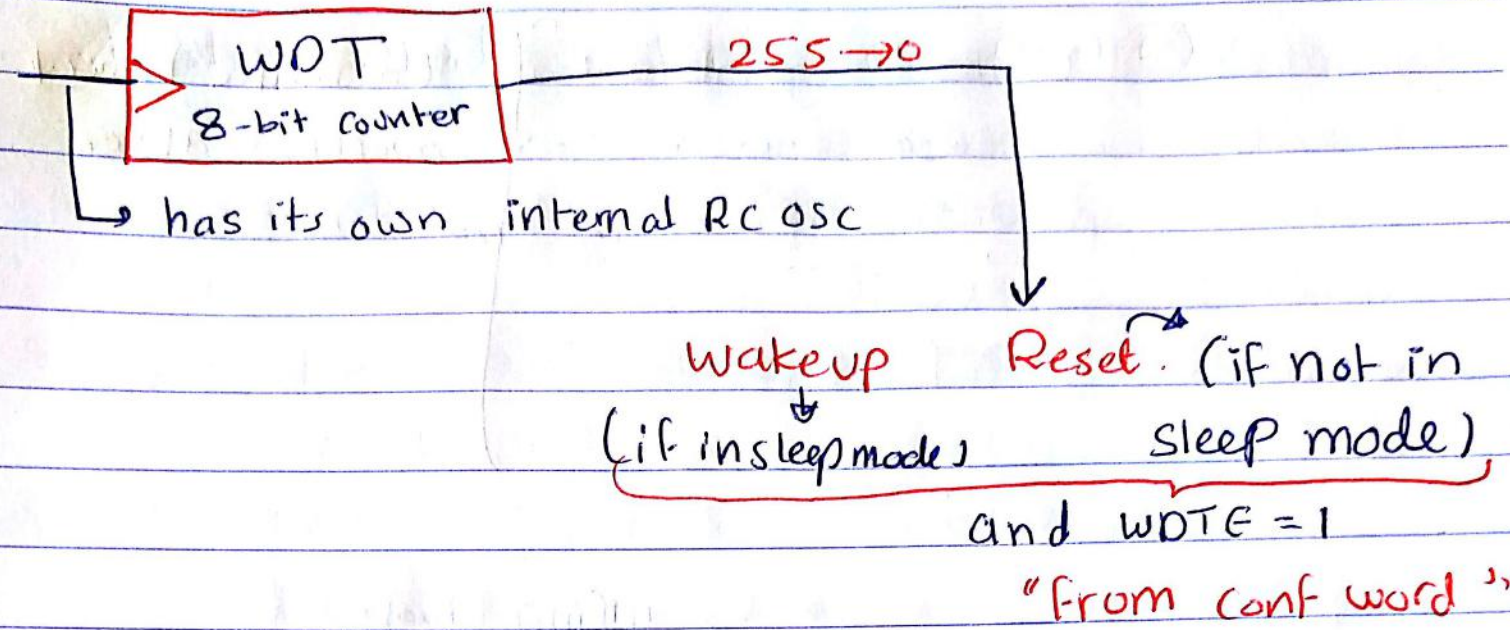 WDT
8-bit counter
255→0
has its own internal RC OSC
wakeup Reset. (if not in
(if in sleep mode) sleep mode)
and WDTE = 1
"from conf word"